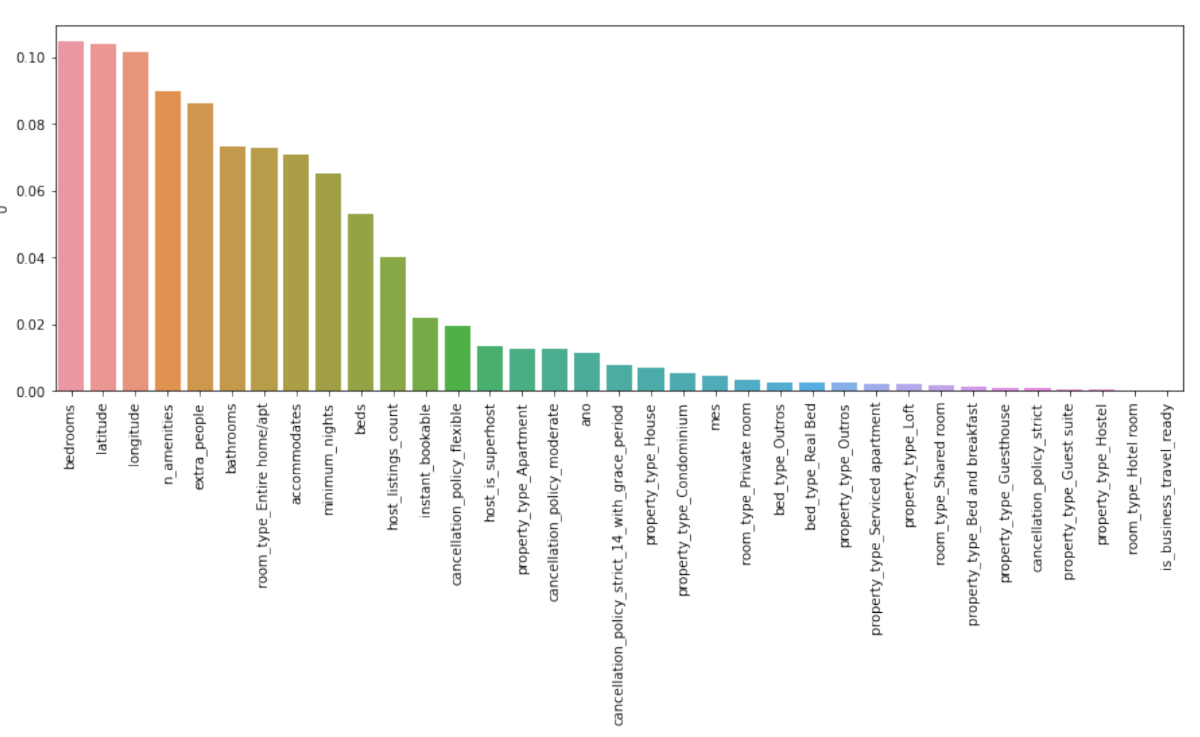 0.10
0.08
0.06
0.04
0.02
0.00
0
bedrooms
latitude
longitude
n_amenities
extra_people
bathrooms
room_type_Entire home/apt
accommodates
minimum_nights
beds
host_listings_count
instant_bookable
cancellation_policy_flexible
host_is_superhost
property_type_Apartment
cancellation_policy_moderate
ano
cancellation_policy_strict_14_with_grace_period
property_type_House
property_type_Condominium
mes
room_type_Private room
bed_type_Outros
bed_type_Real Bed
property_type_Outros
property_type_Serviced apartment
property_type_Loft
room_type_Shared room
property_type_Bed and breakfast
property_type_Guesthouse
cancellation_policy_strict
property_type_Guest suite
property_type_Hostel
room_type_Hotel room
is_business_travel_ready